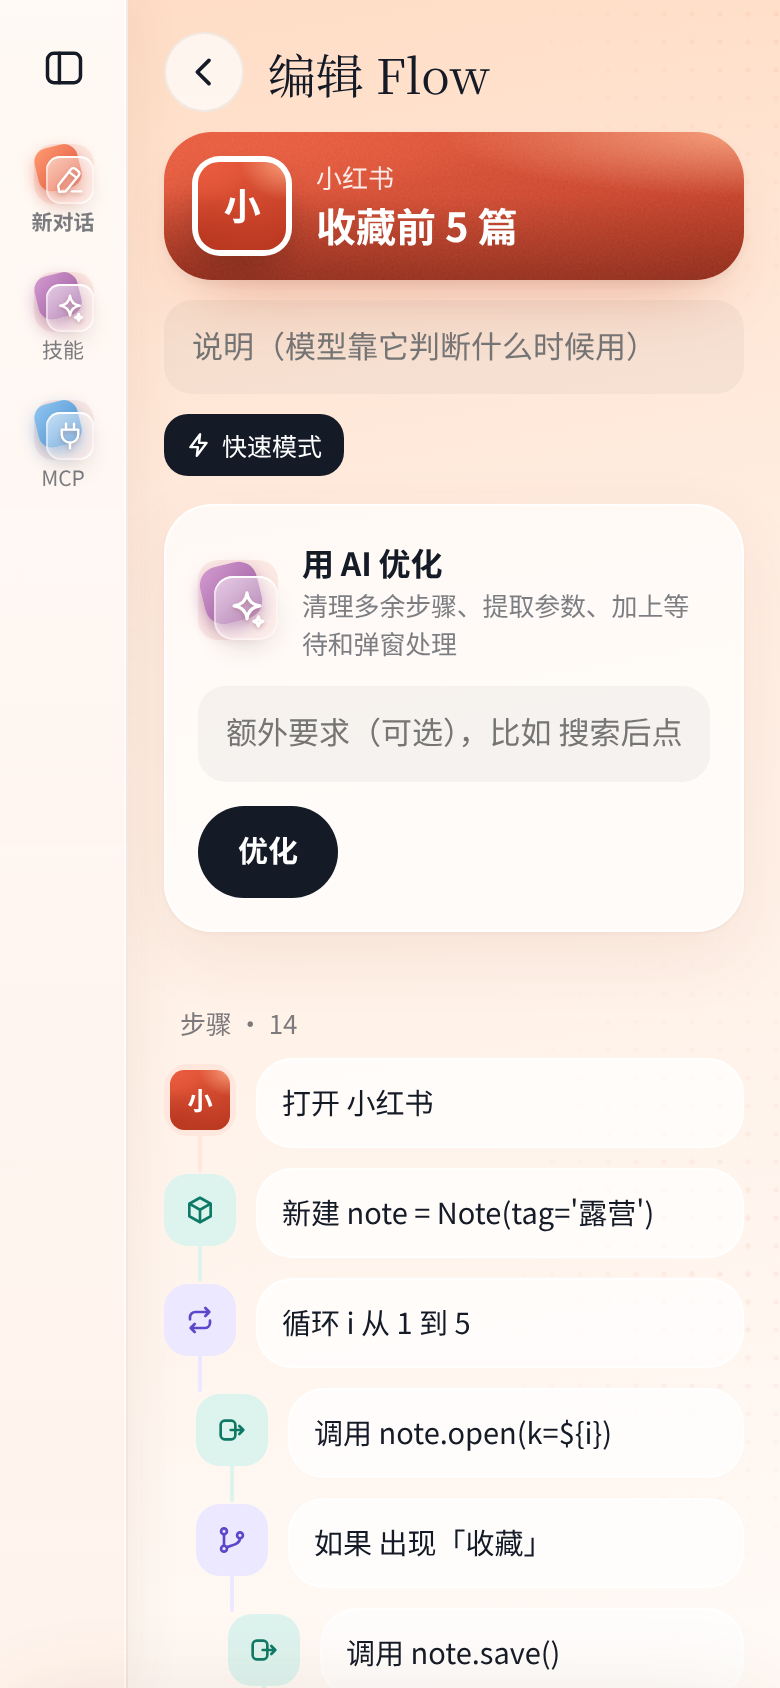 编辑 Flow
新对话
技能
MCP
小
小红书
收藏前 5 篇
说明（模型靠它判断什么时候用）
快速模式
用 AI 优化
清理多余步骤、提取参数、加上等
待和弹窗处理
额外要求（可选），比如 搜索后点
优化
步骤 · 14
小
打开 小红书
新建 note = Note(tag='露营')
循环 i 从 1 到 5
调用 note.open(k=${i})
如果 出现「收藏」
调用 note.save()